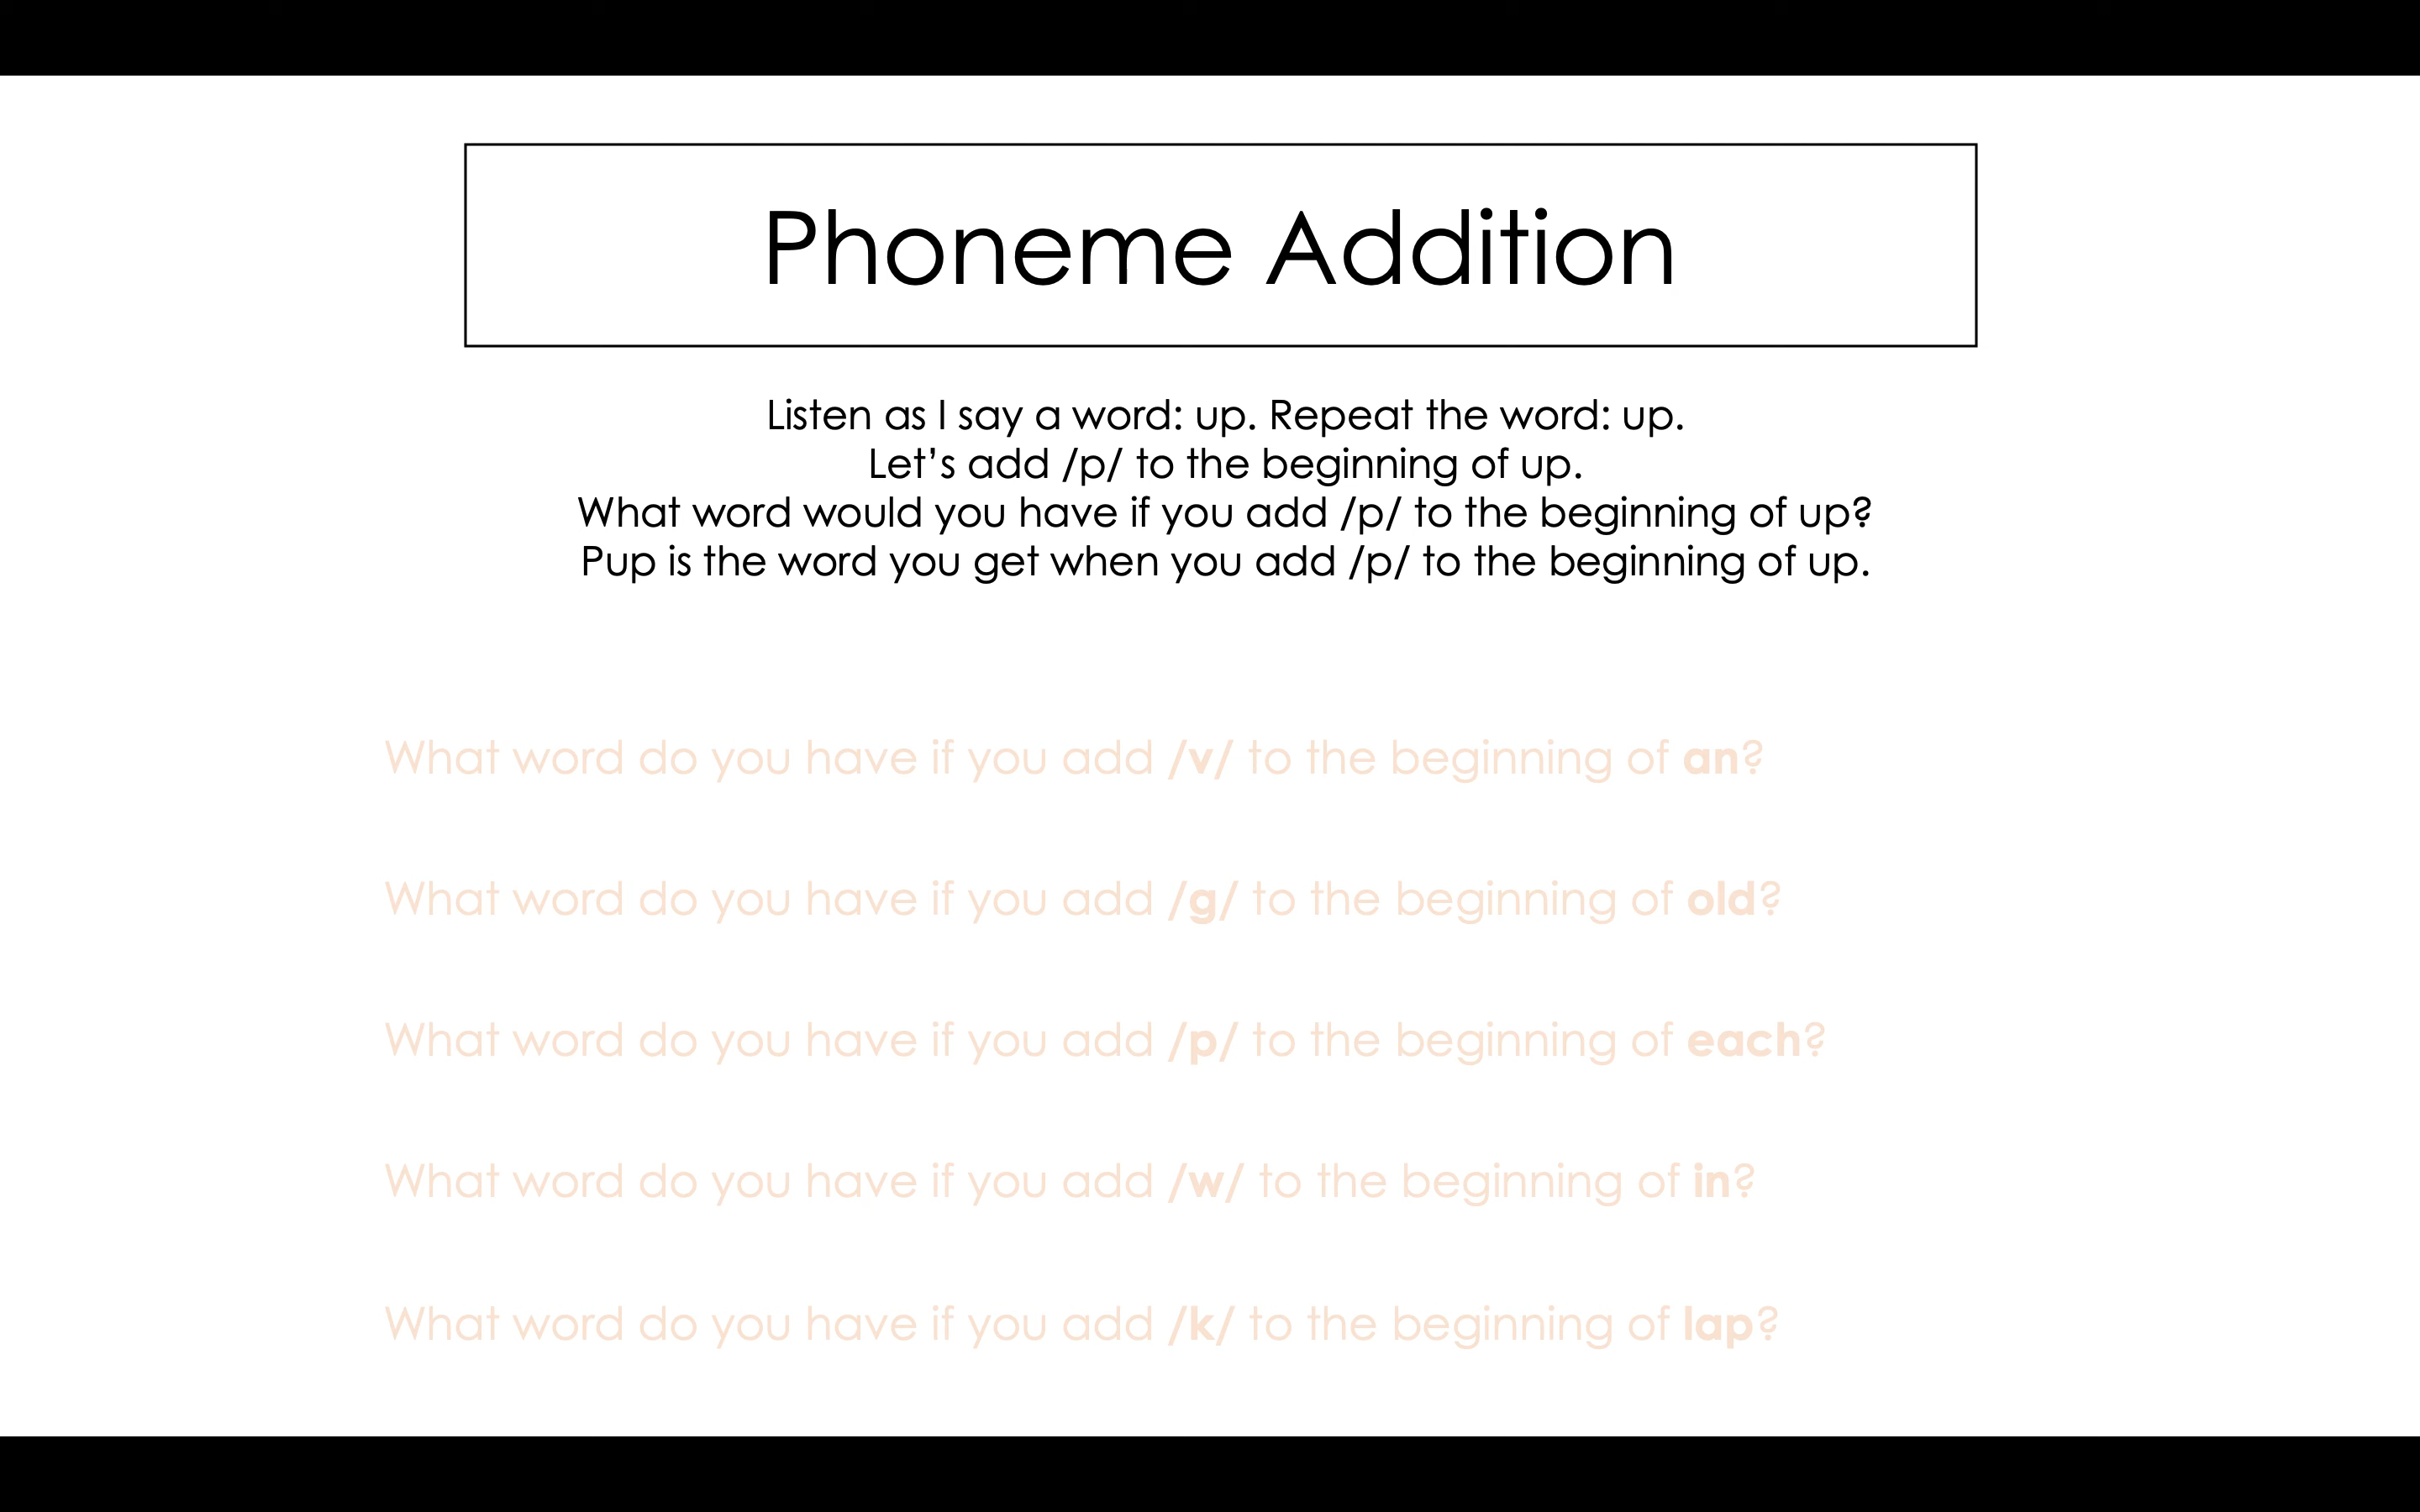 Phoneme Addition
Listen as I say a word: up. Repeat the word: up.
Let’s add /p/ to the beginning of up.
What word would you have if you add /p/ to the beginning of up?
Pup is the word you get when you add /p/ to the beginning of up.
What word do you have if you add /v/ to the beginning of an?
What word do you have if you add /g/ to the beginning of old?
What word do you have if you add /p/ to the beginning of each?
What word do you have if you add /w/ to the beginning of in?
What word do you have if you add /k/ to the beginning of lap?